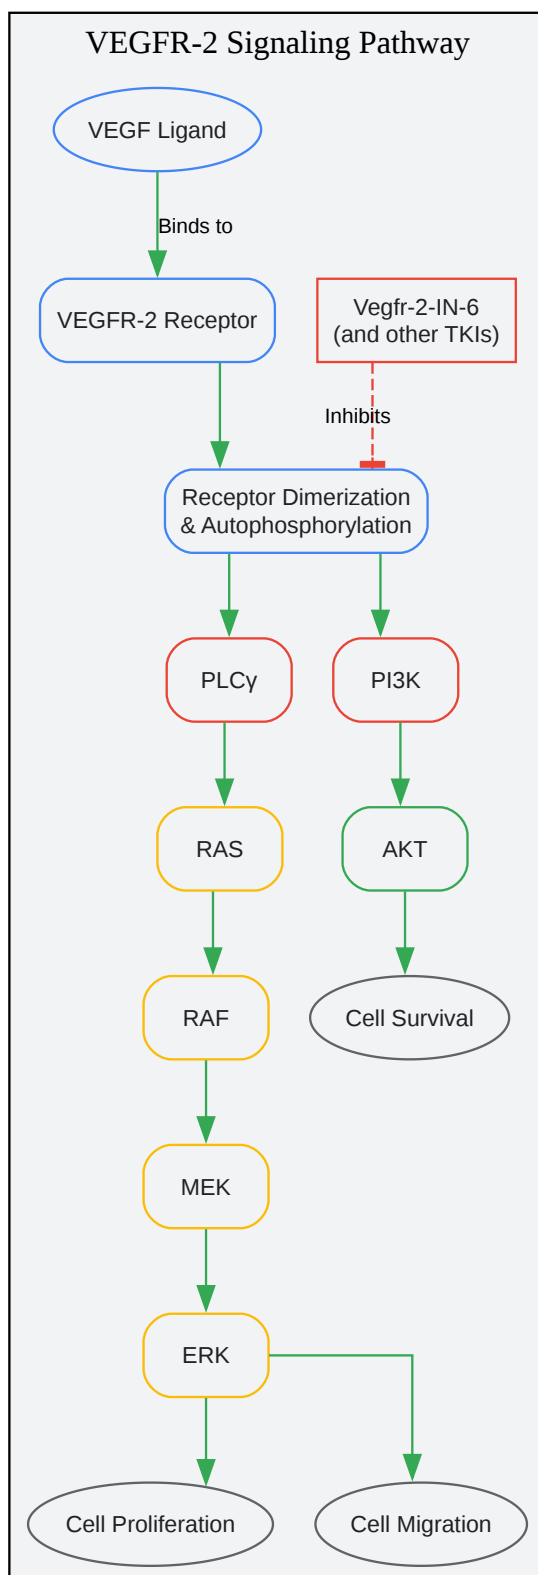 VEGFR-2 Signaling Pathway
VEGF Ligand
Binds to
VEGFR-2 Receptor
Vegfr-2-IN-6
(and other TKIs)
Inhibits
Receptor Dimerization
& Autophosphorylation
PLCγ
PI3K
RAS
AKT
RAF
Cell Survival
MEK
ERK
Cell Proliferation
Cell Migration